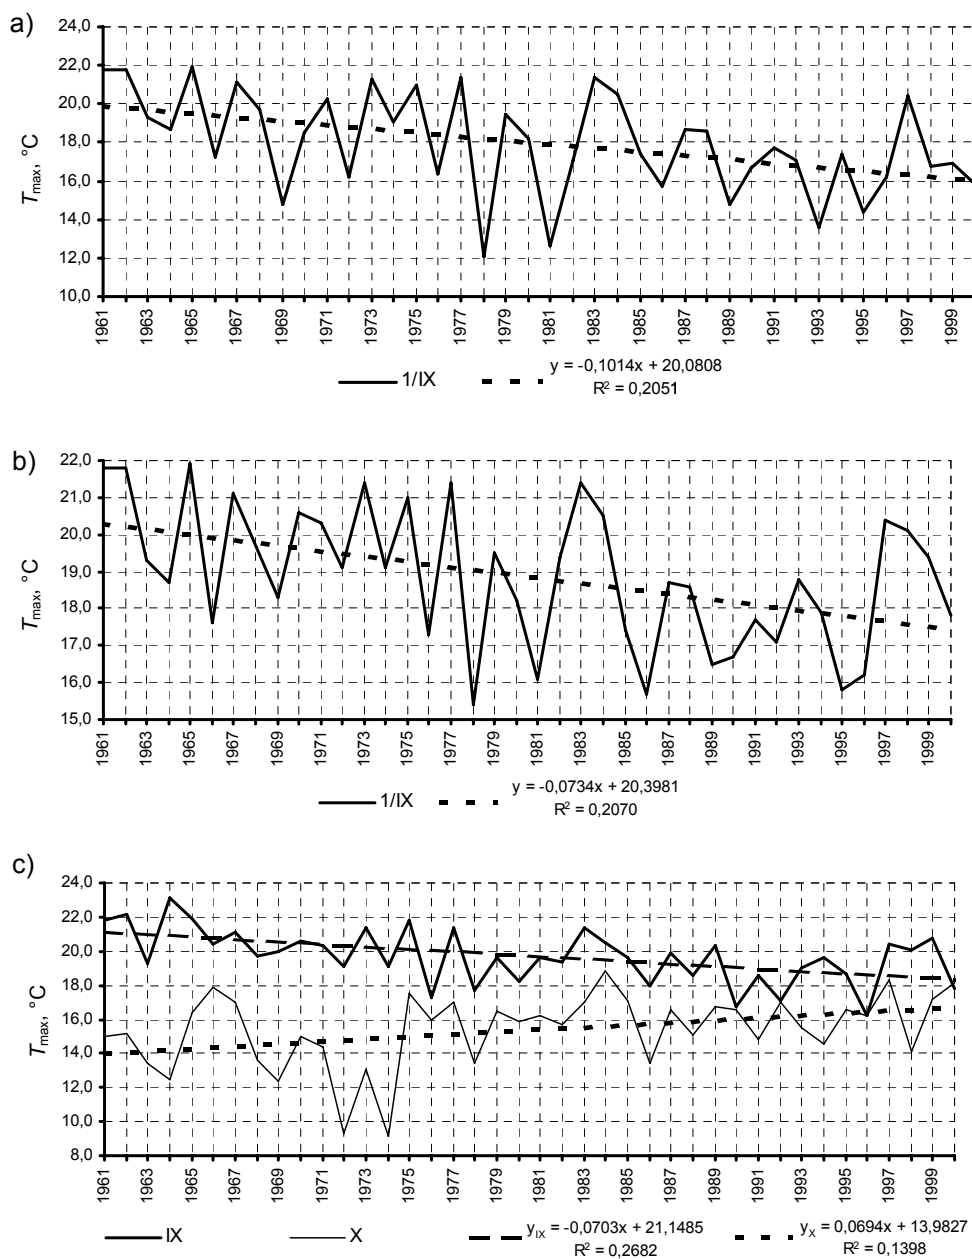 a)
24,0
22,0
20,0
18,0
16,0
14,0
12,0
10,0
Tmax, °C
1961 1963 1965 1967 1969 1971 1973 1975 1977 1979 1981 1983 1985 1987 1989 1991 1993 1995 1997 1999
1/IX
y = -0,1014x + 20,0808
R² = 0,2051
b)
22,0
21,0
20,0
19,0
18,0
17,0
16,0
15,0
Tmax, °C
1961 1963 1965 1967 1969 1971 1973 1975 1977 1979 1981 1983 1985 1987 1989 1991 1993 1995 1997 1999
1/IX
y = -0,0734x + 20,3981
R² = 0,2070
c)
24,0
22,0
20,0
18,0
16,0
14,0
12,0
10,0
8,0
Tmax, °C
1961 1963 1965 1967 1969 1971 1973 1975 1977 1979 1981 1983 1985 1987 1989 1991 1993 1995 1997 1999
IX
X
yIX = -0,0703x + 21,1485
R² = 0,2682
yX = 0,0694x + 13,9827
R² = 0,1398